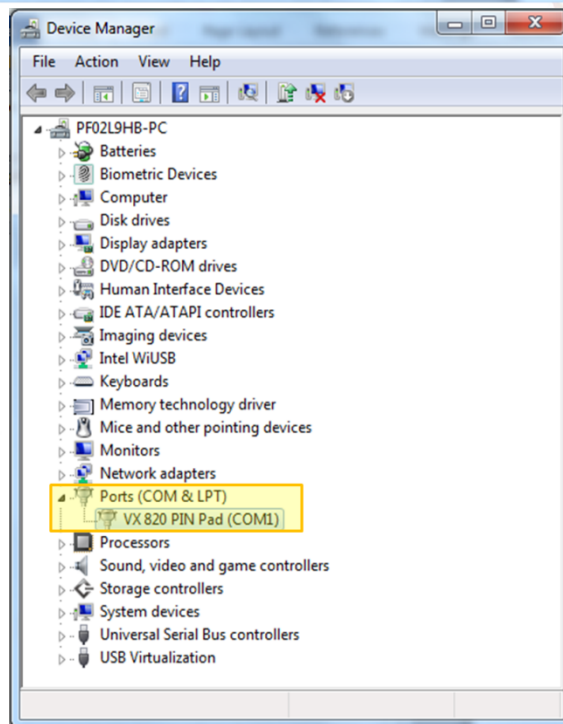 Device Manager
File Action View Help
PF02L9HB-PC
Batteries
Biometric Devices
Computer
Disk drives
Display adapters
DVD/CD-ROM drives
Human Interface Devices
IDE ATA/ATAPI controllers
Imaging devices
Intel WiUSB
Keyboards
Memory technology driver
Mice and other pointing devices
Monitors
Network adapters
Ports (COM & LPT)
VX 820 PIN Pad (COM1)
Processors
Sound, video and game controllers
Storage controllers
System devices
Universal Serial Bus controllers
USB Virtualization